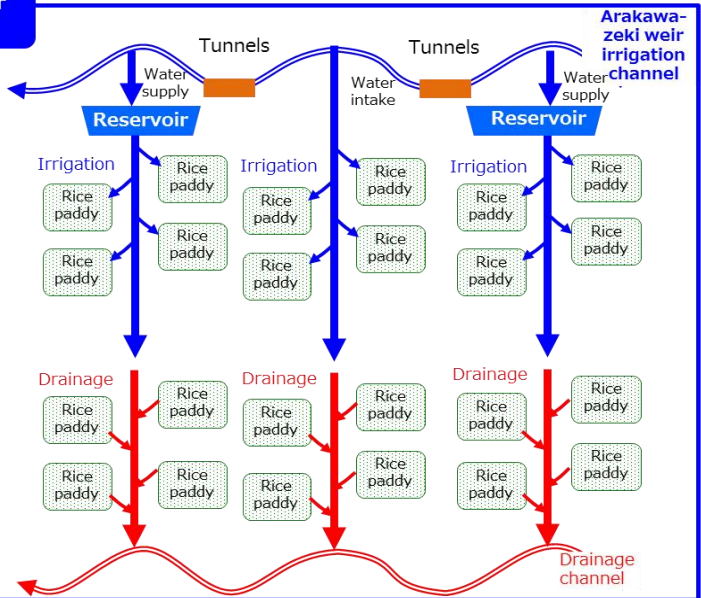 Arakawa-
zeki weir
irrigation
channel
Tunnels
Tunnels
Water
supply
Water
intake
Water
supply
Reservoir
Reservoir
Irrigation
Rice
paddy
Rice
paddy
Rice
paddy
Rice
paddy
Irrigation
Rice
paddy
Rice
paddy
Rice
paddy
Rice
paddy
Irrigation
Rice
paddy
Rice
paddy
Rice
paddy
Rice
paddy
Drainage
Rice
paddy
Rice
paddy
Rice
paddy
Rice
paddy
Drainage
Rice
paddy
Rice
paddy
Rice
paddy
Rice
paddy
Drainage
Rice
paddy
Rice
paddy
Rice
paddy
Rice
paddy
Drainage
channel